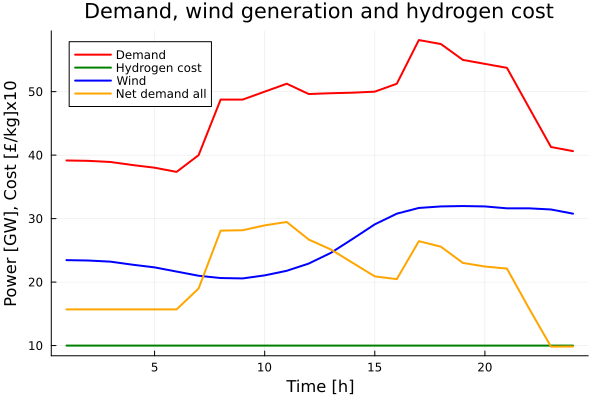 Demand, wind generation and hydrogen cost
Power [GW], Cost [£/kg]x10
Demand
Hydrogen cost
Wind
Net demand all
50
40
30
20
10
5
10
15
20
Time [h]